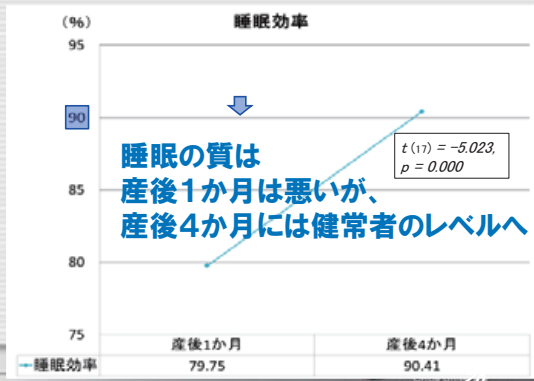 (%)
睡眠効率
95
90
睡眠の質は
産後1か月は悪いが、
産後4か月には健常者のレベルへ
t (17) = -5.023,
p = 0.000
85
80
75
産後1か月 産後4か月
睡眠効率 79.75 90.41